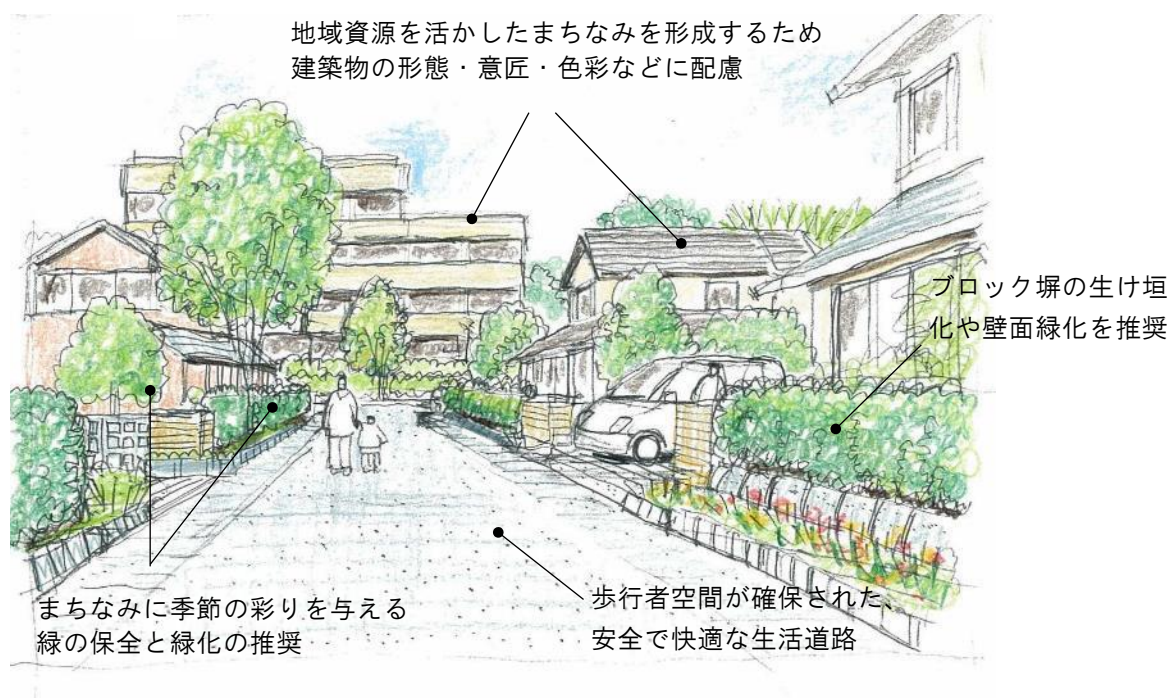 地域資源を活かしたまちなみを形成するため
建築物の形態・意匠・色彩などに配慮
ブロック塀の生け垣
化や壁面緑化を推奨
まちなみに季節の彩りを与える
緑の保全と緑化の推奨
歩行者空間が確保された、
安全で快適な生活道路